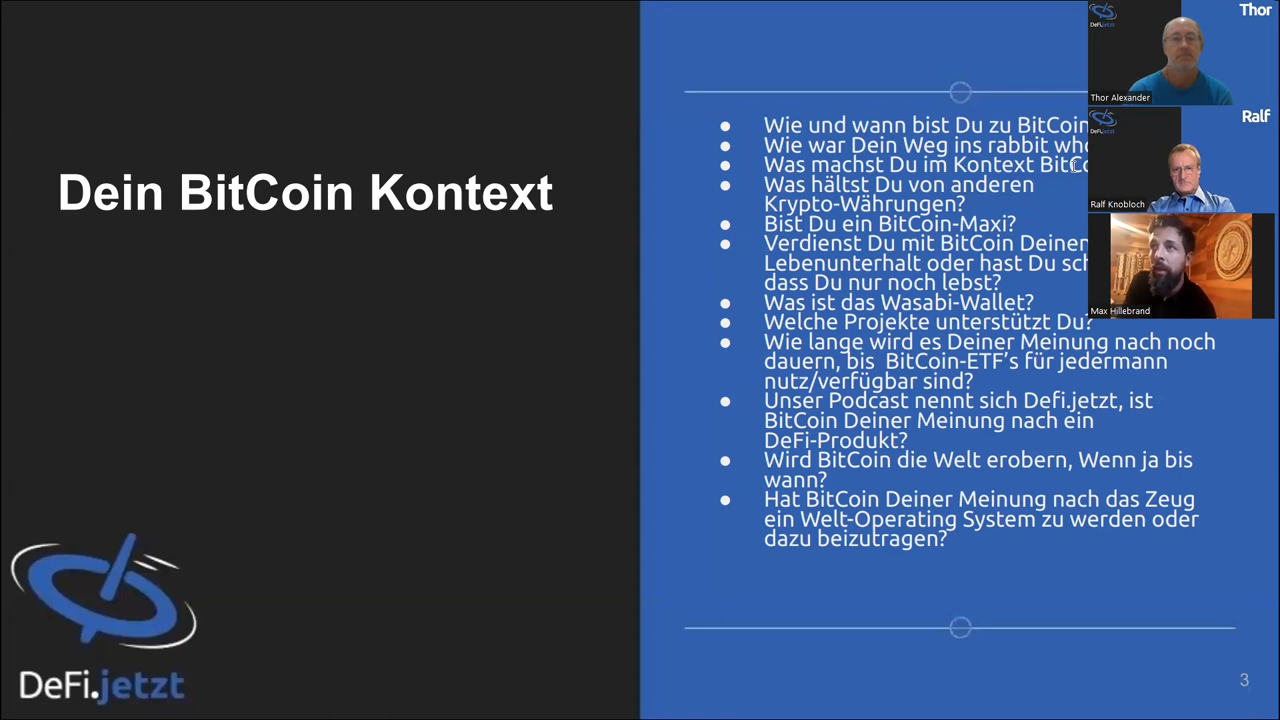 Dein BitCoin Kontext
DeFi.jetzt
Wie und wann bist Du zu BitCoin
Wie war Dein Weg ins rabbit
Was machst Du im Kontext
Was hältst Du von anderen
Krypto-Währungen?
Bist Du ein BitCoin-Maxi?
Verdienst Du mit BitCoin
Lebenunterhalt oder hast Du
dass Du nur noch lebst?
Was ist das Wasabi-Wallet?
Welche Projekte unterstützt Du?
Wie lange wird es Deiner Meinung nach noch
dauern, bis BitCoin-ETF’s für jedermann
nutz/verfügbar sind?
Unser Podcast nennt sich Defi.jetzt, ist
BitCoin Deiner Meinung nach ein
DeFi-Produkt?
Wird BitCoin die Welt erobern, Wenn ja bis
wann?
Hat BitCoin Deiner Meinung nach das Zeug
ein Welt-Operating System zu werden oder
dazu beizutragen?
3
Thor
DeFi.jetzt
Thor Alexander
Ralf
DeFi.jetzt
Ralf Knobloch
Max Hillebrand